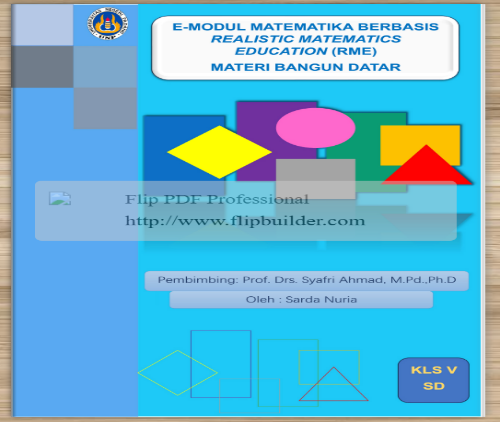 E-MODUL MATEMATIKA BERBASIS
REALISTIC MATEMATICS
EDUCATION (RME)
MATERI BANGUN DATAR
Flip PDF Professional
http://www.flipbuilder.com
Pembimbing: Prof. Drs. Syafri Ahmad, M.Pd.,Ph.D
Oleh : Sarda Nuria
KLS V
SD